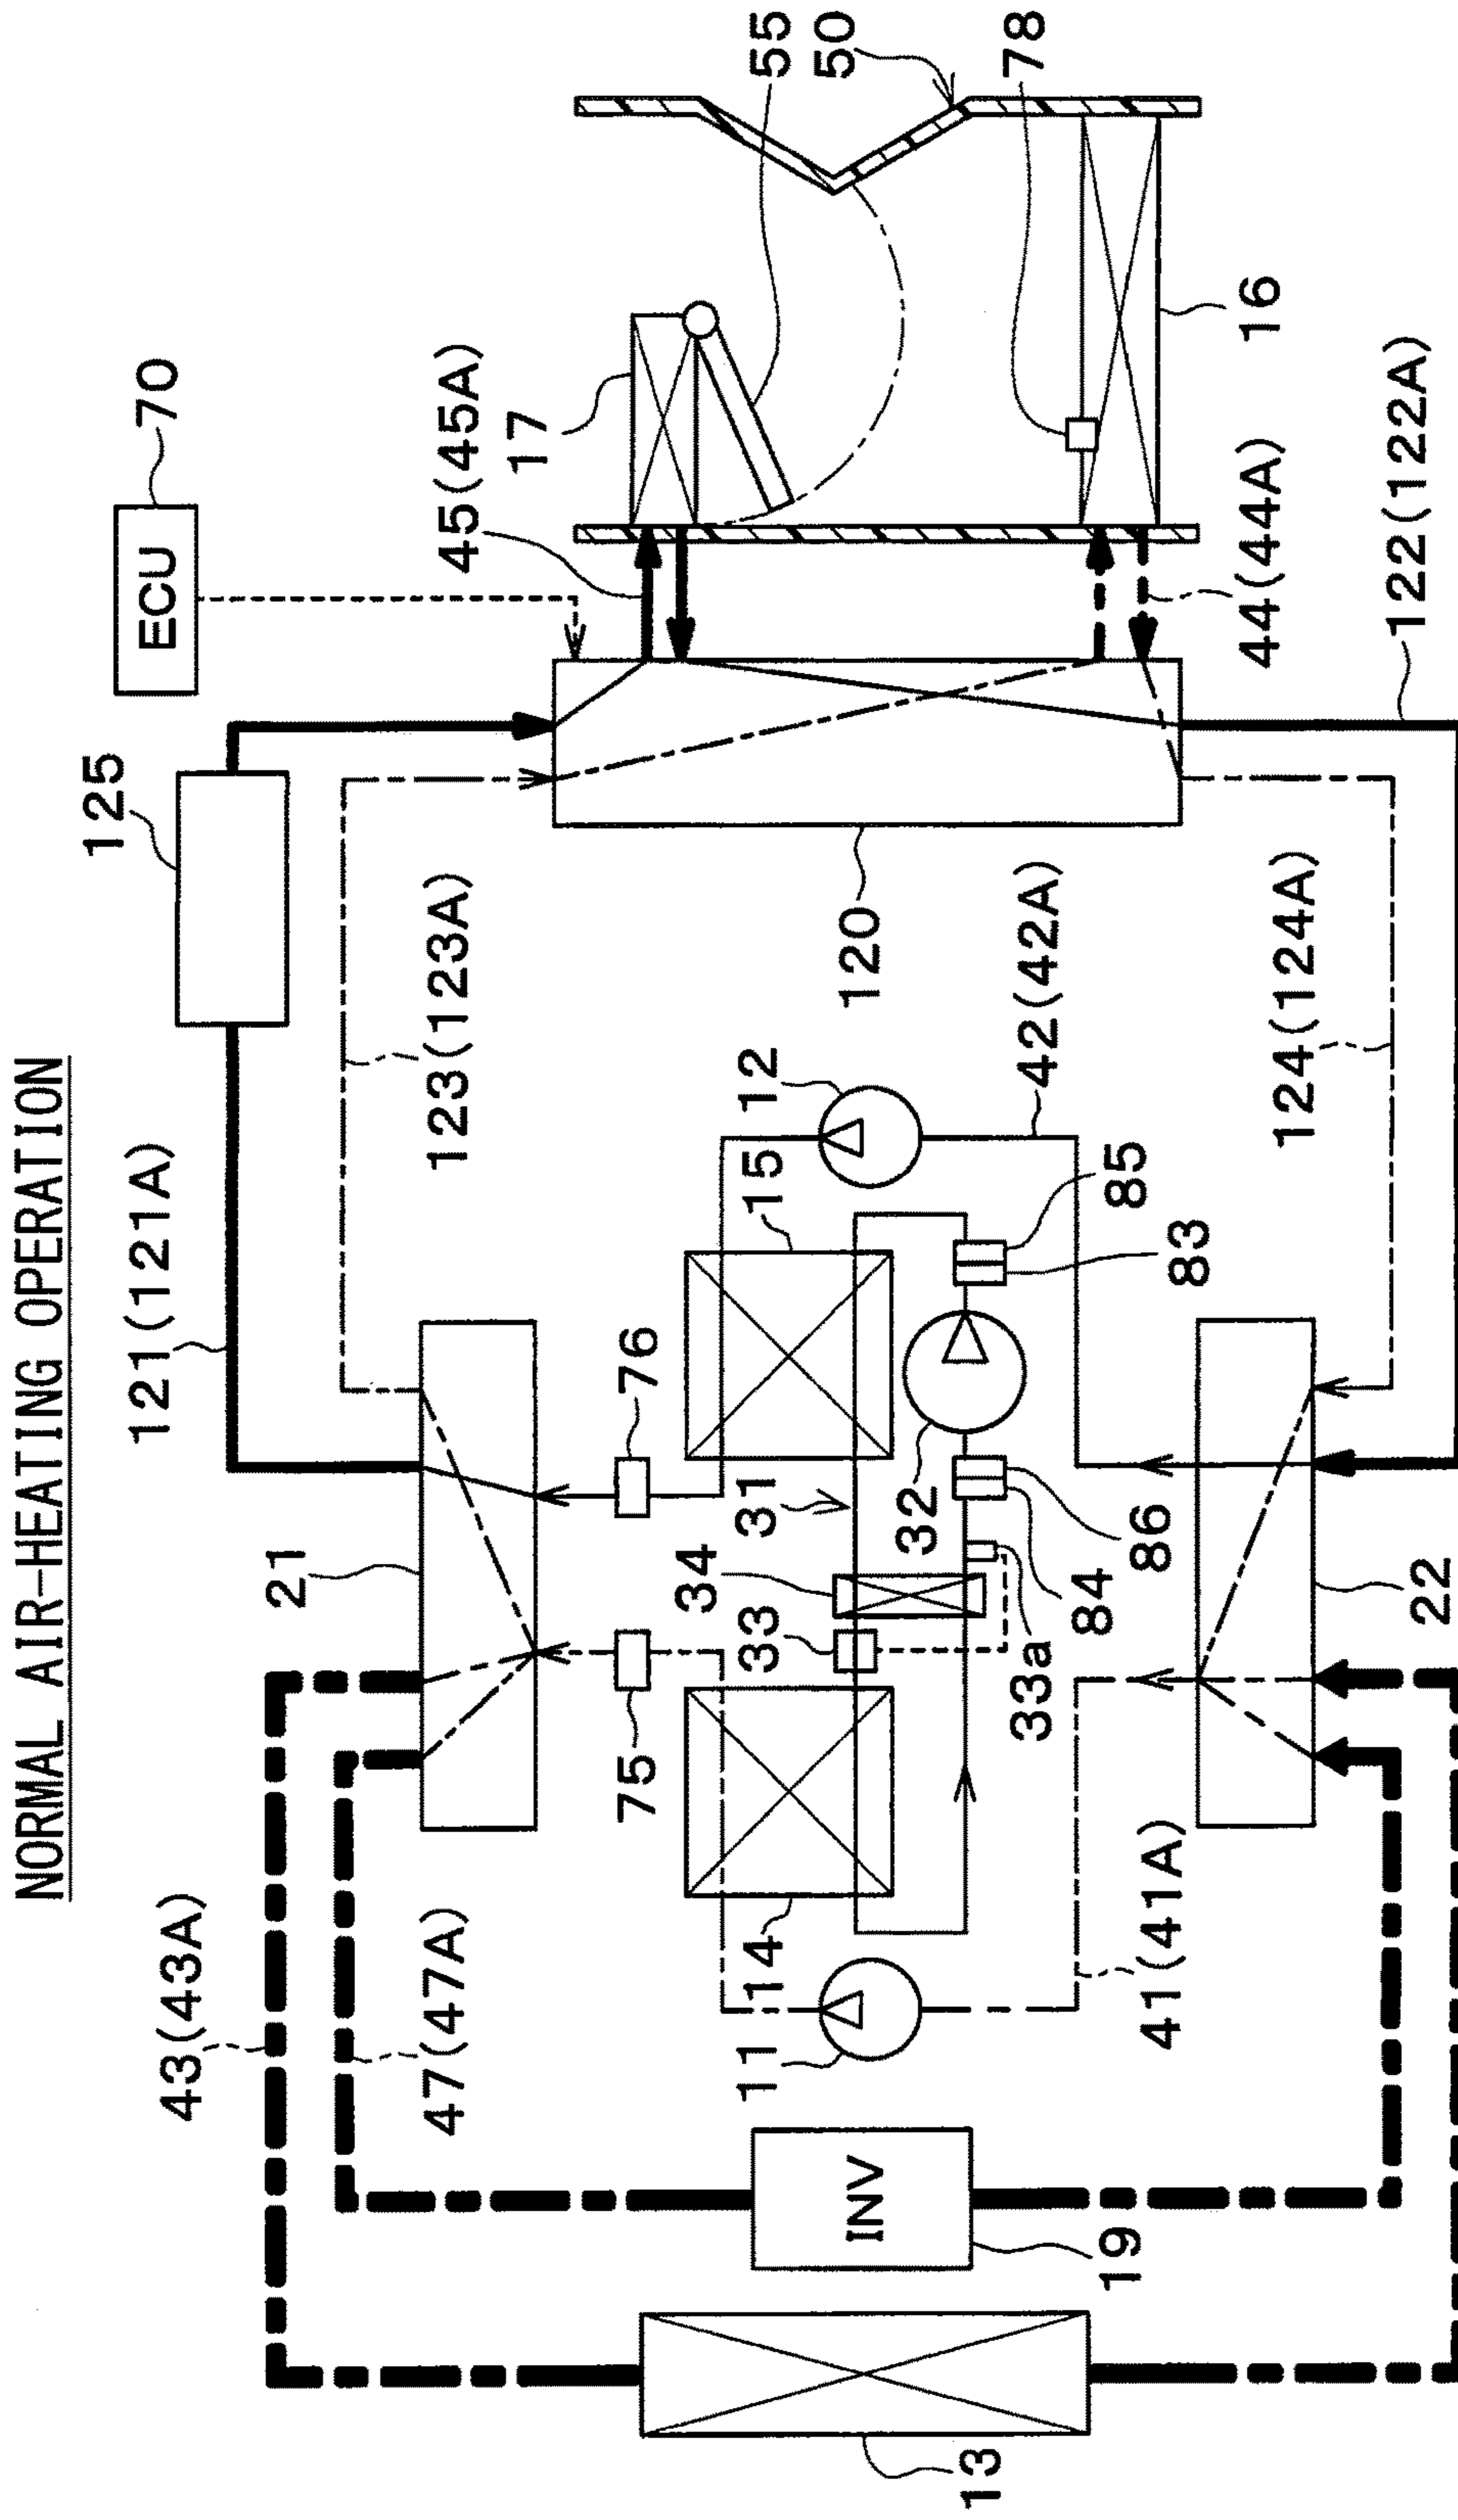 NORMAL AIR-HEATING OPERATION
43(43A)
47(47A)
21
121(121A)
125
123(123A)
ECU
70
45(45A)
17
55
50
78
13
INV
19
11
14
75
33
34
31
76
15
12
32
42(42A)
120
16
41(41A)
33a
84
86
83
85
22
124(124A)
44(44A)
122(122A)